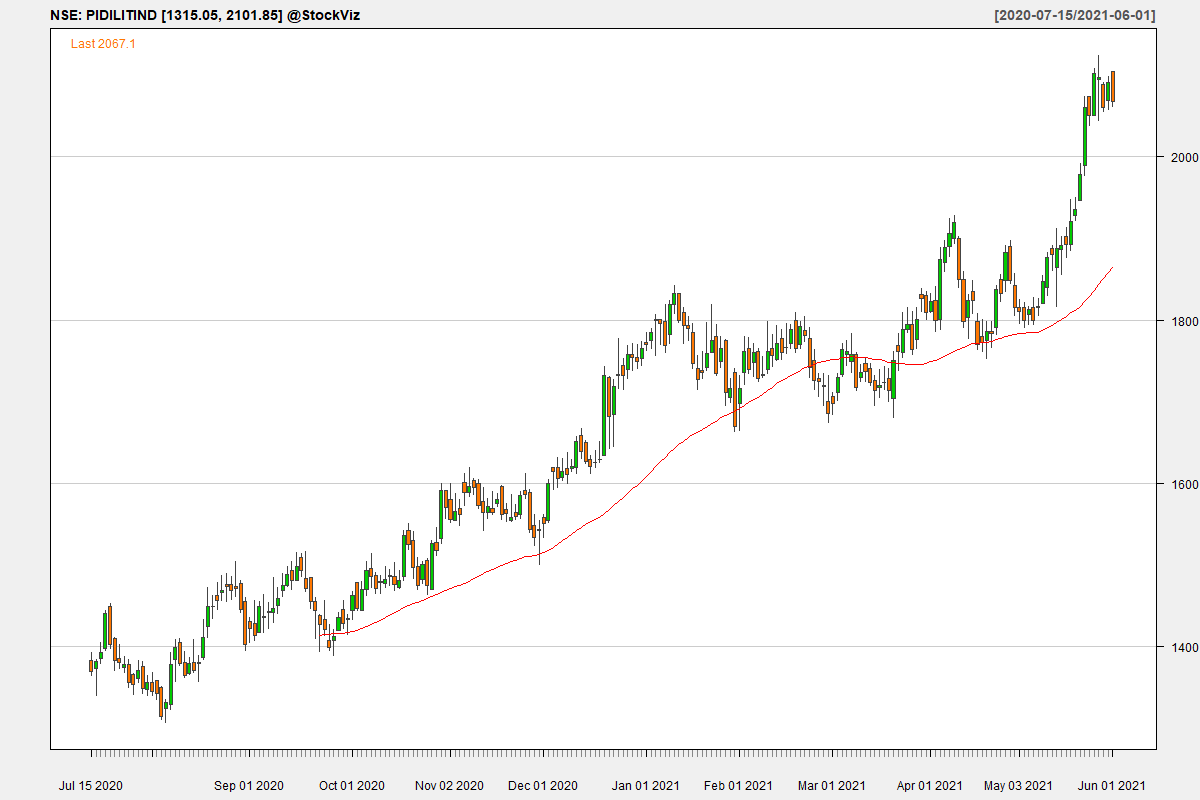 NSE: PIDILITIND [1315.05, 2101.85] @StockViz
[2020-07-15/2021-06-01]
Last 2067.1
2000
1800
1600
1400
Jul 15 2020
Sep 01 2020
Oct 01 2020
Nov 02 2020
Dec 01 2020
Jan 01 2021
Feb 01 2021
Mar 01 2021
Apr 01 2021
May 03 2021
Jun 01 2021